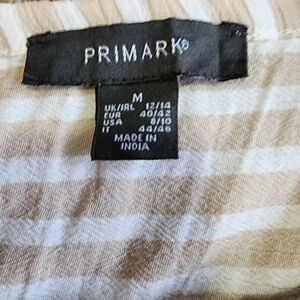 PRIMARK®
M
UK/IRL 12/14
EUR 40/42
USA 8/10
IT 44/46
MADE IN
INDIA